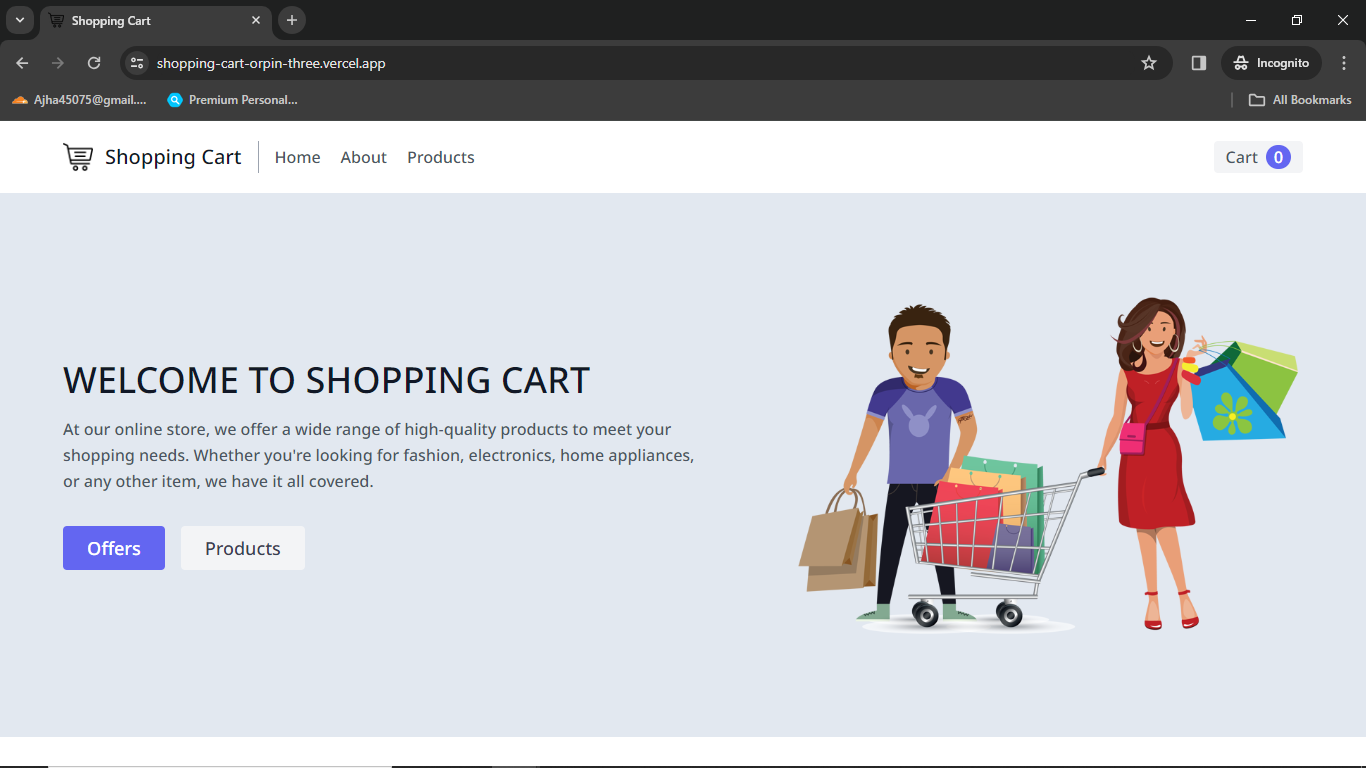 Shopping Cart
shopping-cart-orpin-three.vercel.app
Incognito
Ajha45075@gmail.... Premium Personal...
All Bookmarks
Shopping Cart Home About Products Cart 0
WELCOME TO SHOPPING CART
At our online store, we offer a wide range of high-quality products to meet your
shopping needs. Whether you're looking for fashion, electronics, home appliances,
or any other item, we have it all covered.
Offers Products